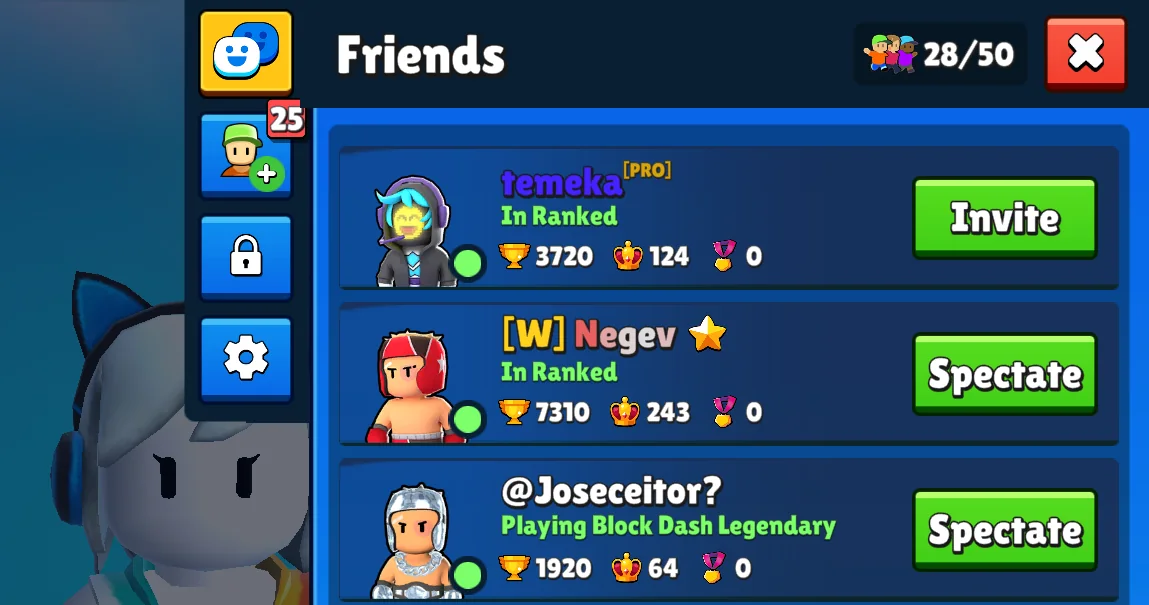 Friends
28/50
25
temeka[PRO]
In Ranked
3720 124 0
Invite
[W] Negev
In Ranked
7310 243 0
Spectate
@Joseceitor?
Playing Block Dash Legendary
1920 64 0
Spectate